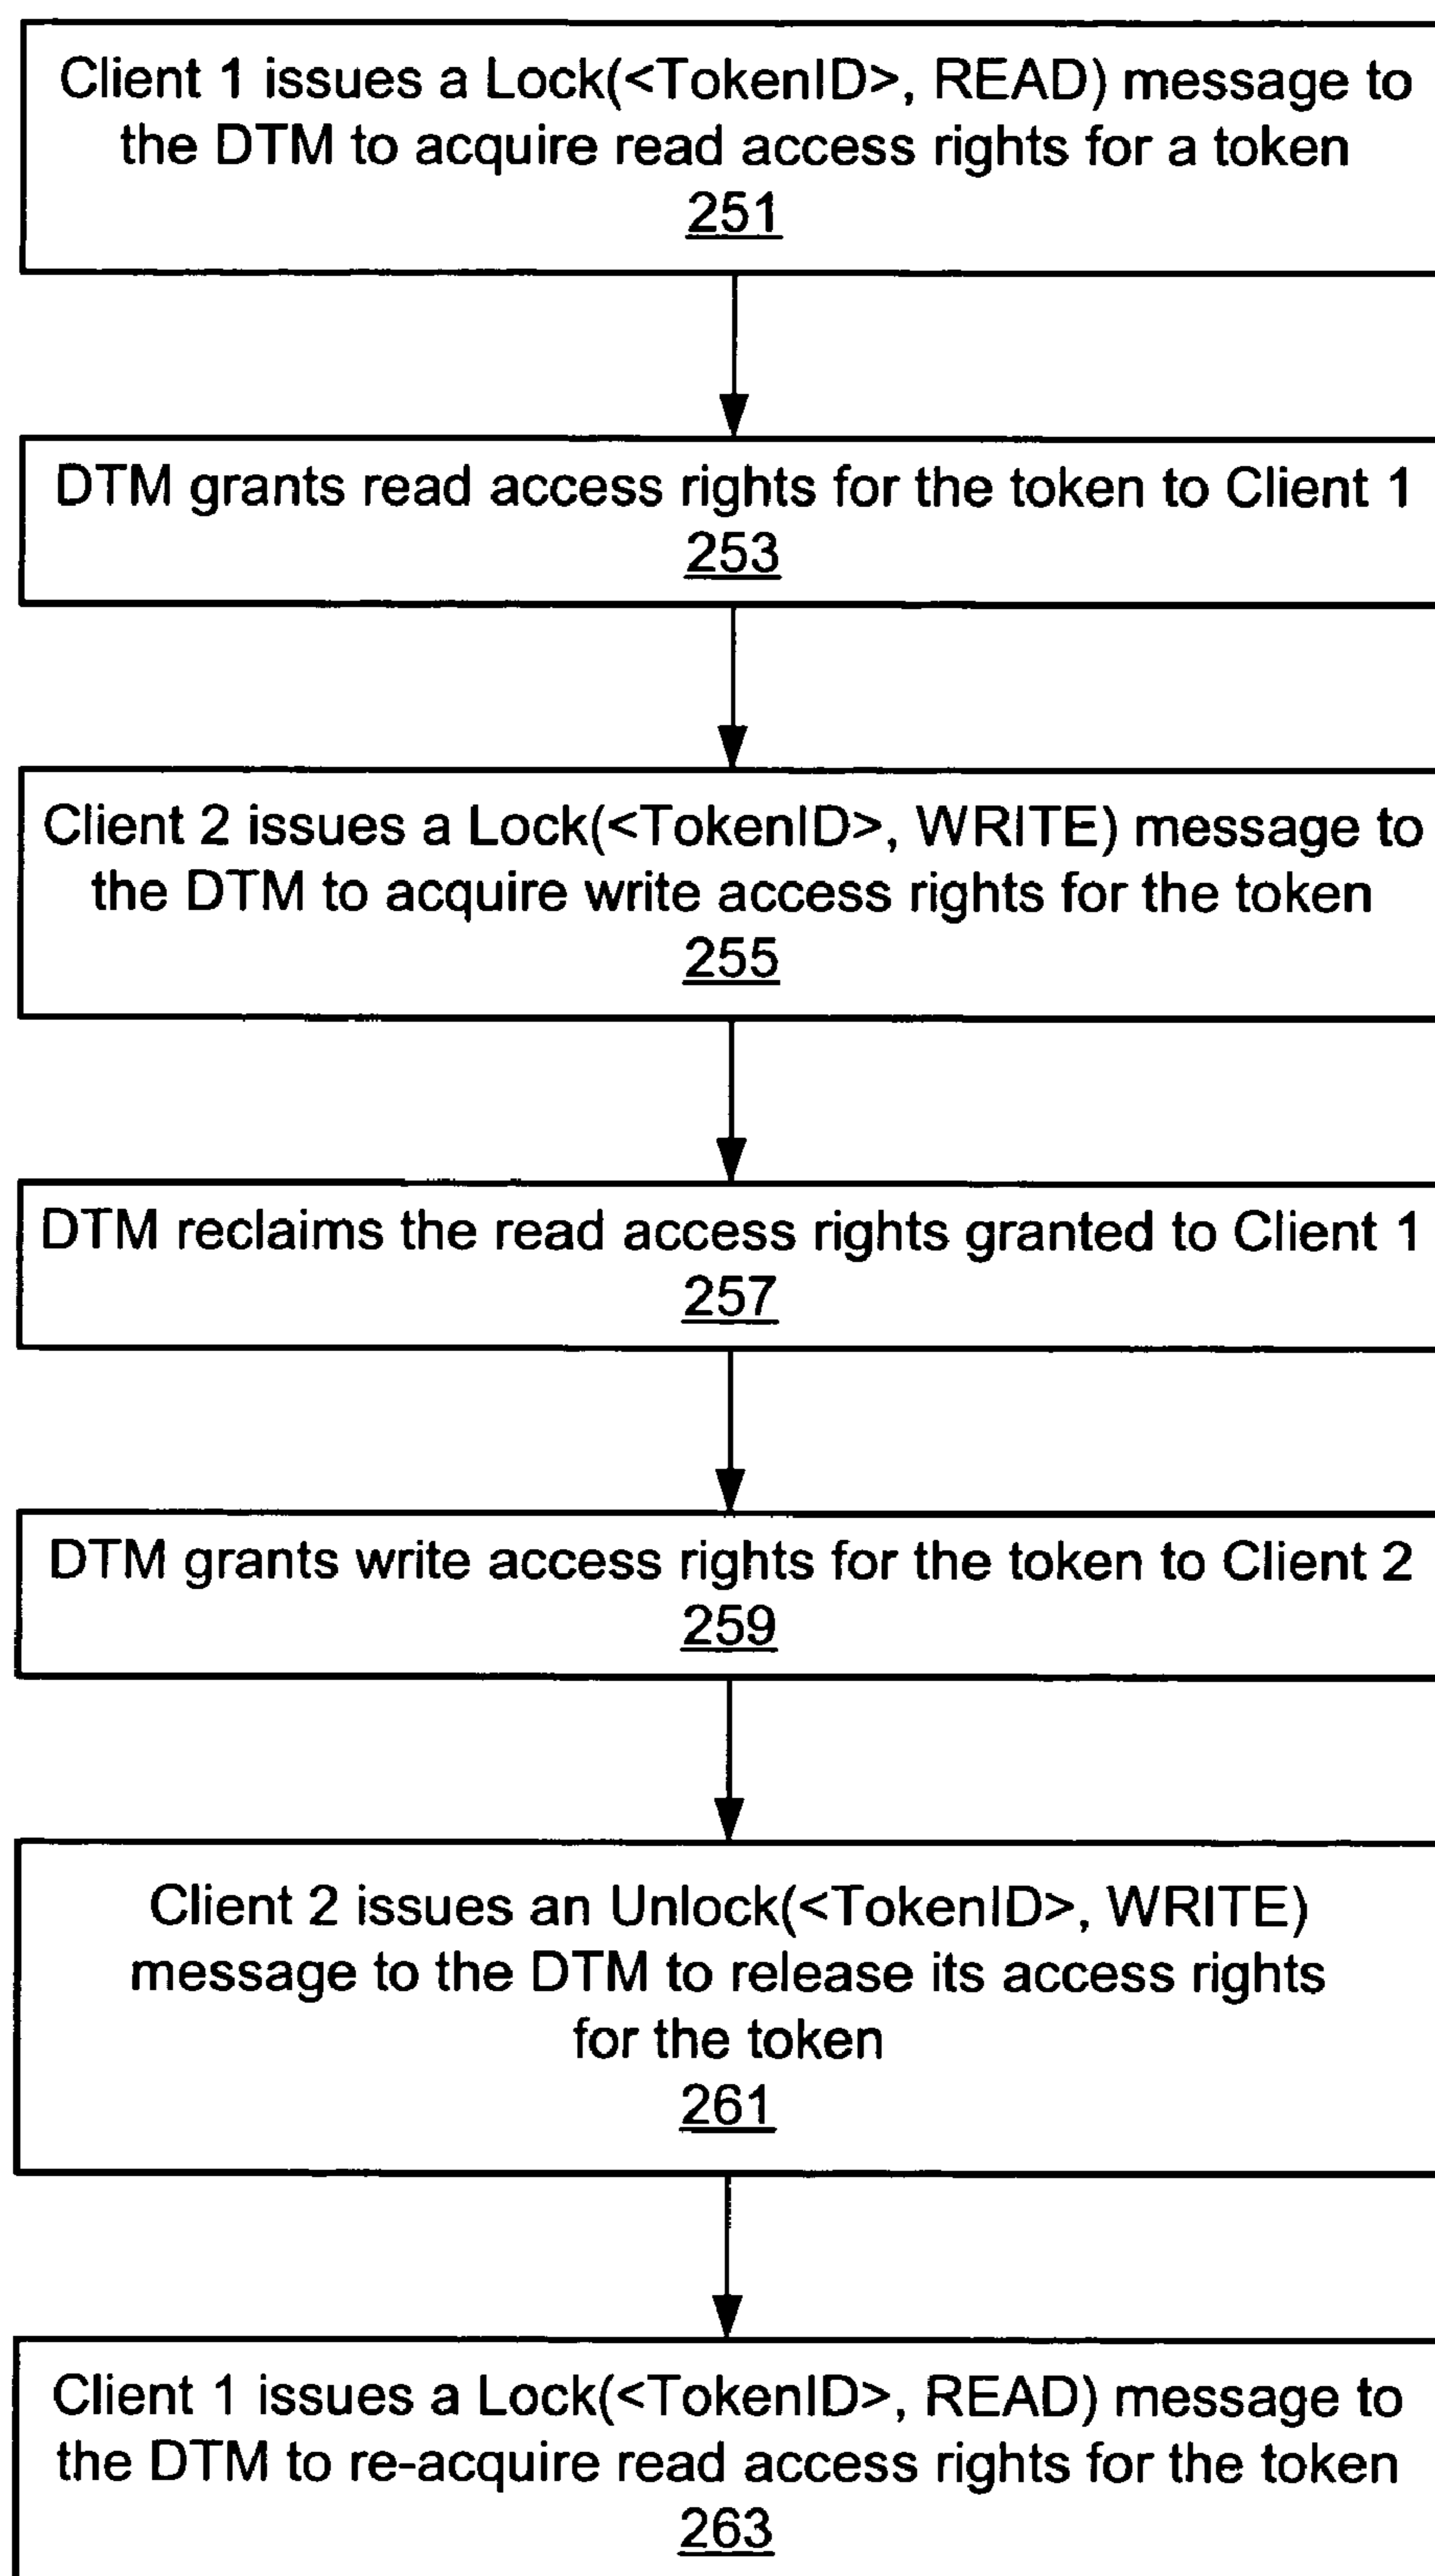 Client 1 issues a Lock(<TokenID>, READ) message to
the DTM to acquire read access rights for a token
251
DTM grants read access rights for the token to Client 1
253
Client 2 issues a Lock(<TokenID>, WRITE) message to
the DTM to acquire write access rights for the token
255
DTM reclaims the read access rights granted to Client 1
257
DTM grants write access rights for the token to Client 2
259
Client 2 issues an Unlock(<TokenID>, WRITE)
message to the DTM to release its access rights
for the token
261
Client 1 issues a Lock(<TokenID>, READ) message to
the DTM to re-acquire read access rights for the token
263